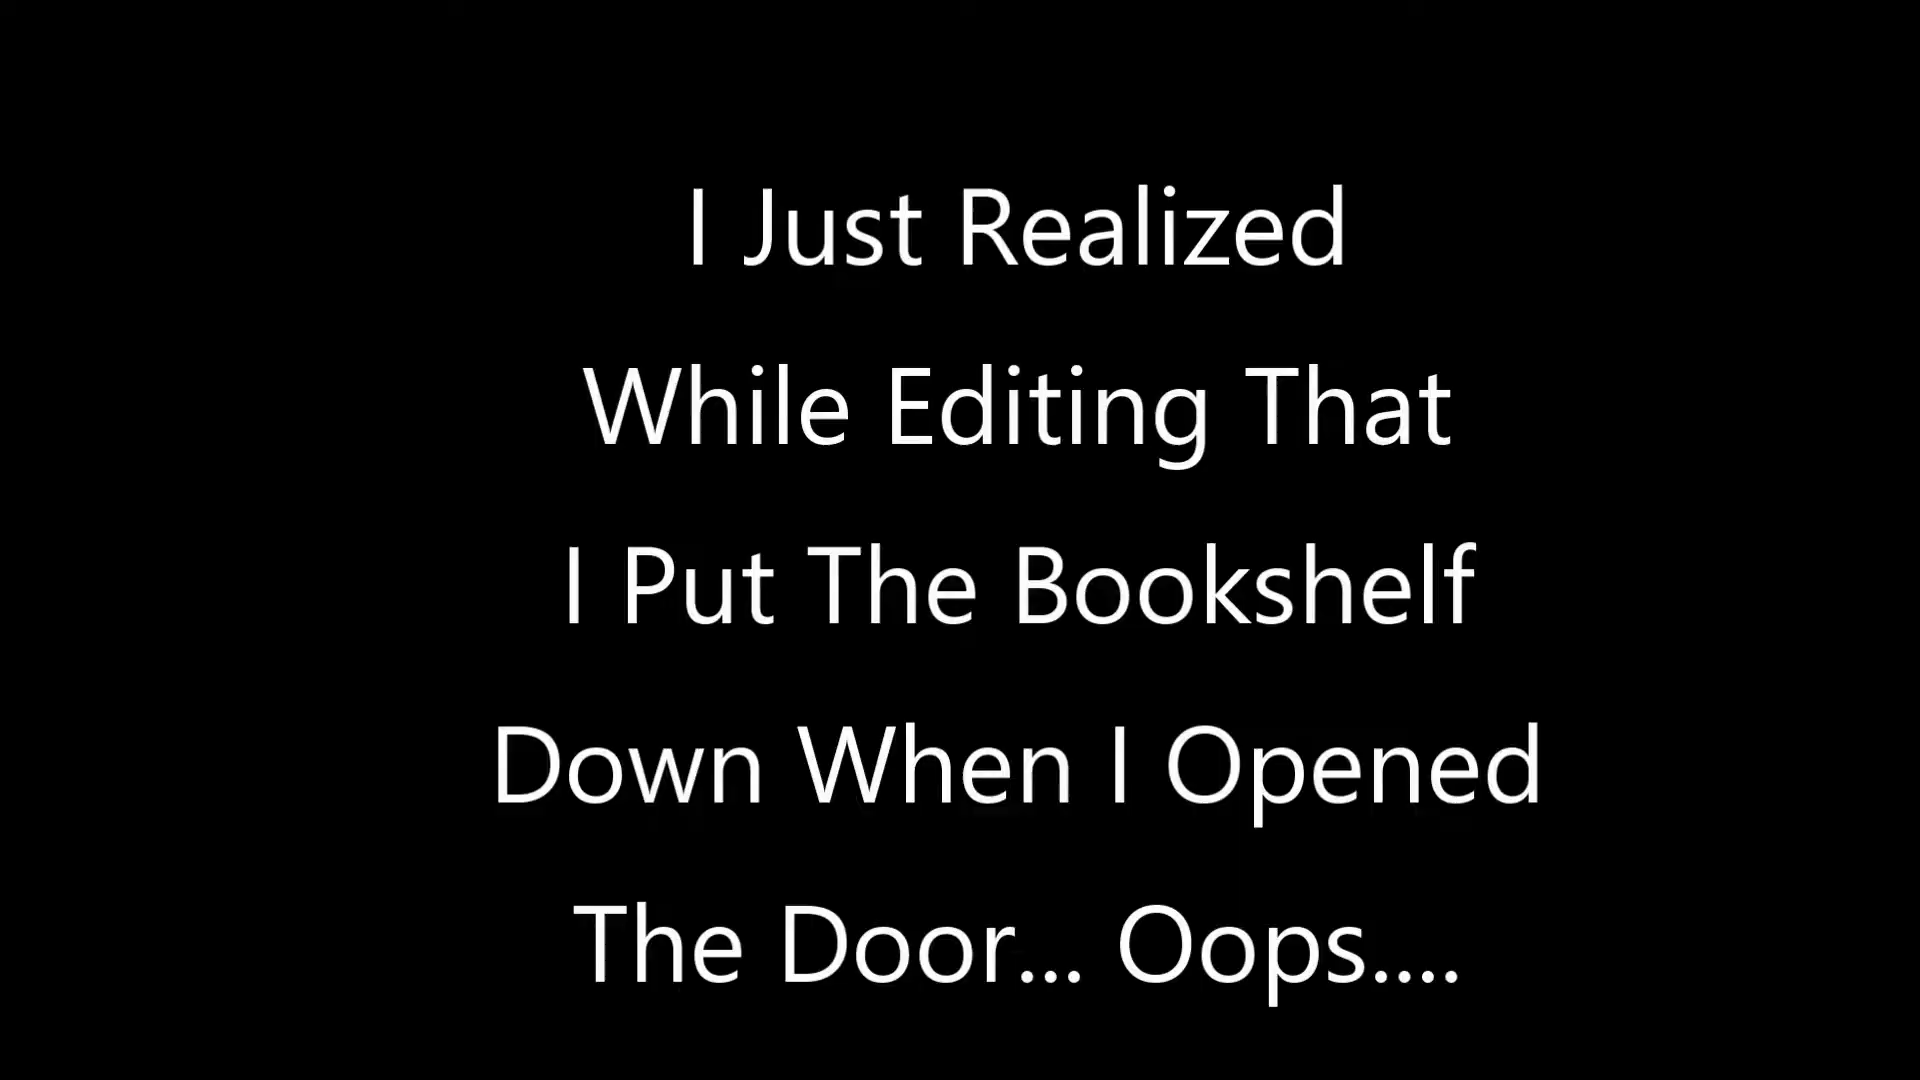 I Just Realized
While Editing That
I Put The Bookshelf
Down When I Opened
The Door... Oops....